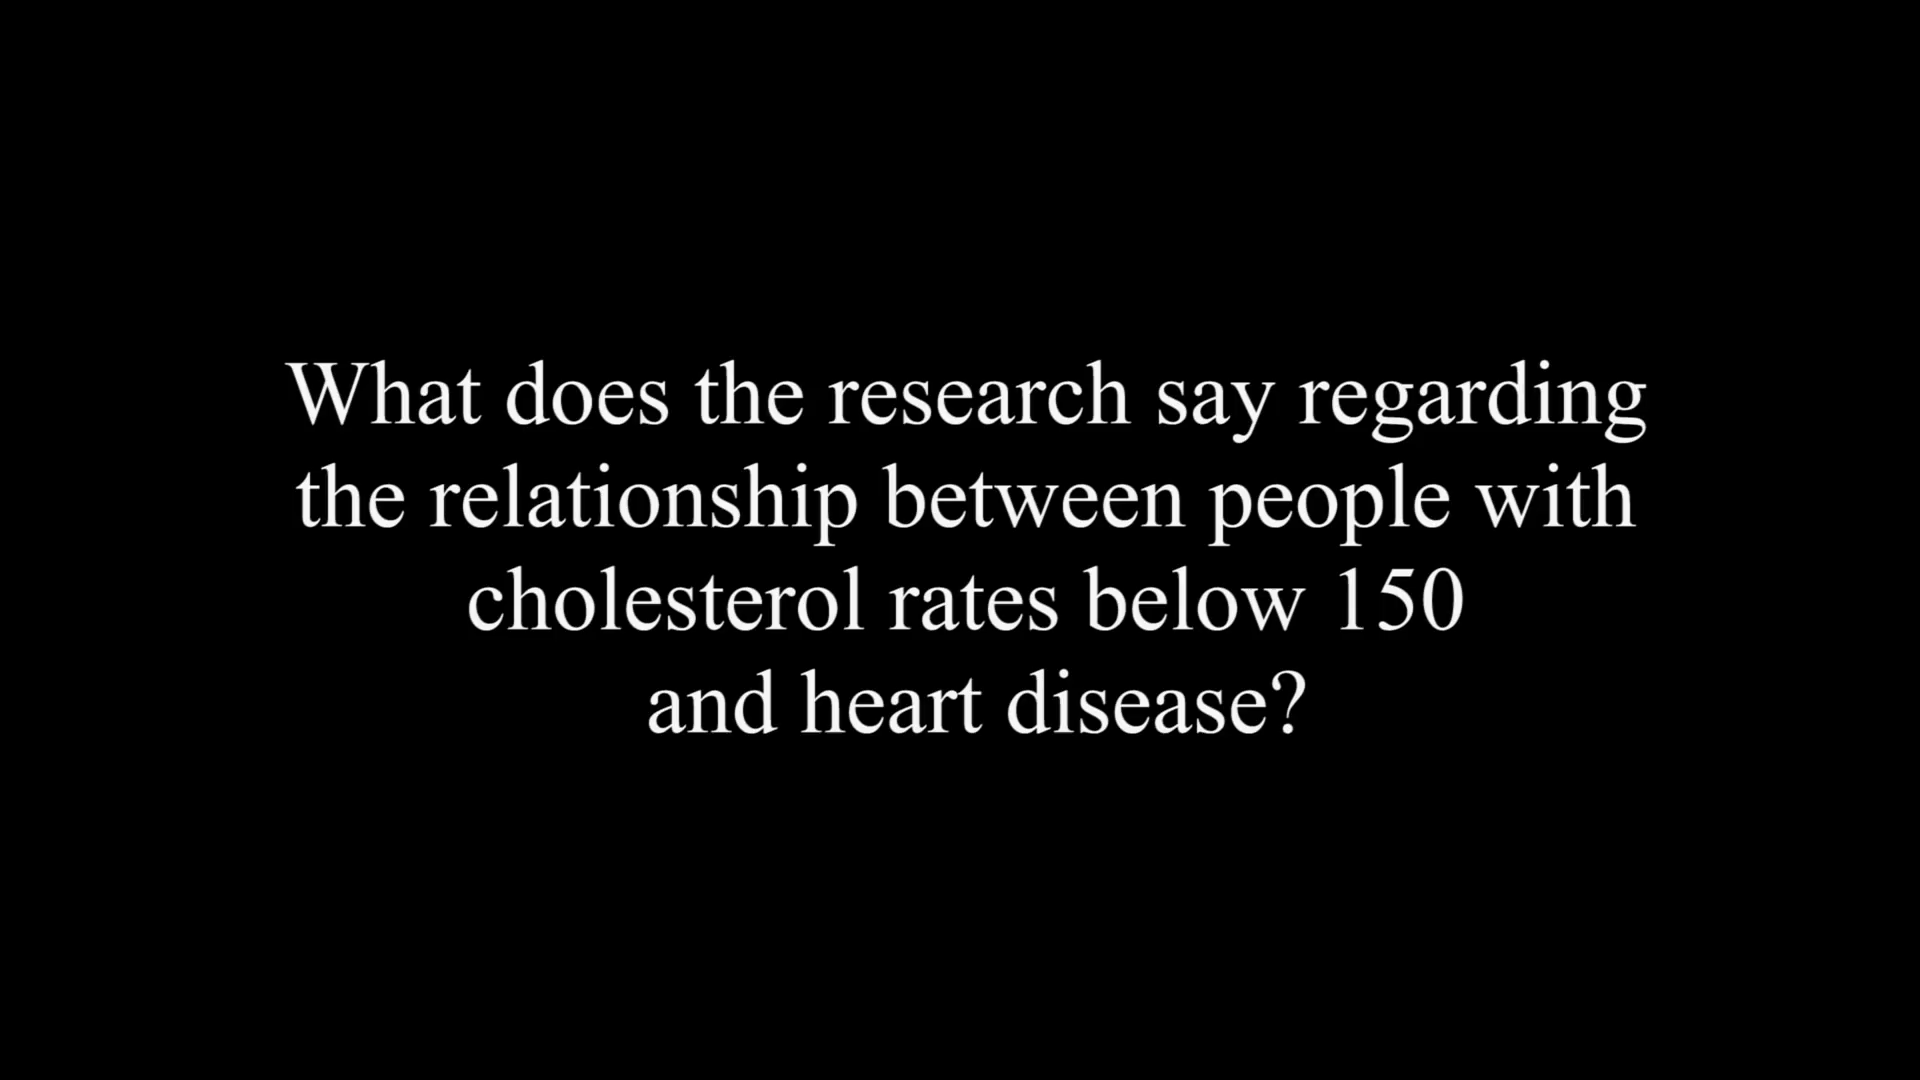 What does the research say regarding
the relationship between people with
cholesterol rates below 150
and heart disease?